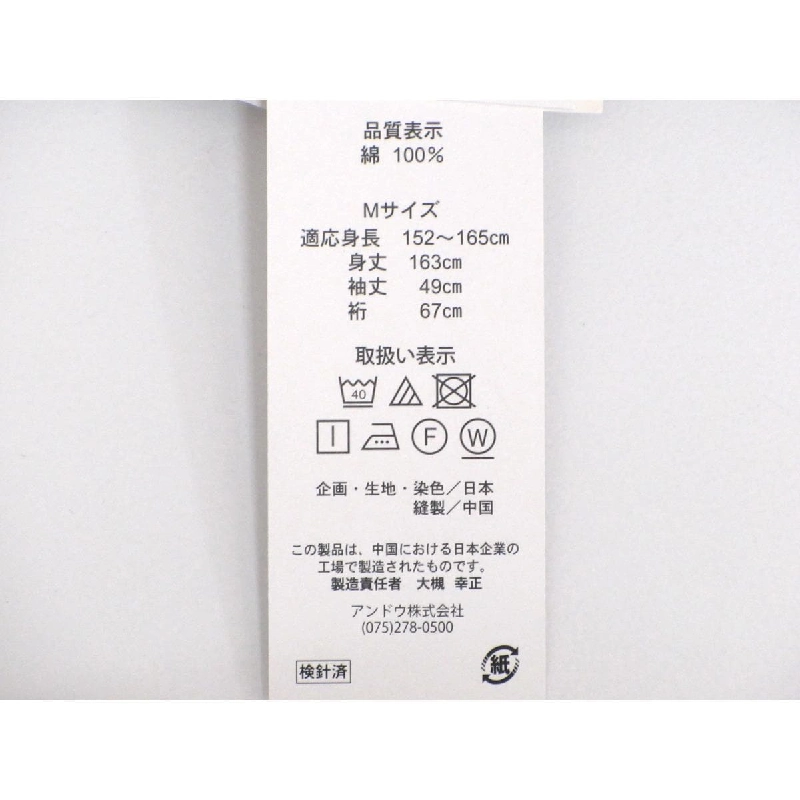 品質表示
綿 100%
Mサイズ
適応身長 152～165㎝
身丈 163㎝
袖丈 49㎝
裄 67㎝
取扱い表示
40
F W
企画・生地・染色／日本
縫製／中国
この製品は、中国における日本企業の
工場で製造されたものです。
製造責任者 大槻 幸正
アンドウ株式会社
(075)278-0500
検針済 紙